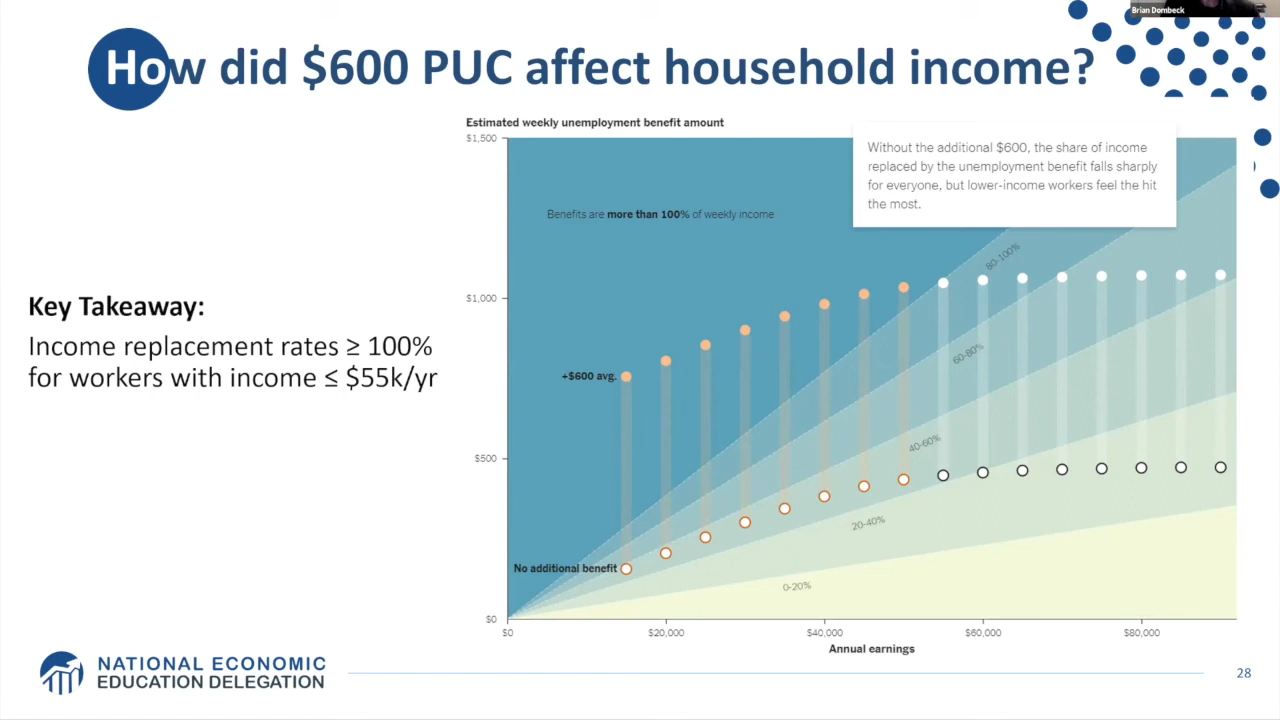 Brian Dombeck
How did $600 PUC affect household income?
Estimated weekly unemployment benefit amount
$1,500
Without the additional $600, the share of income
replaced by the unemployment benefit falls sharply
for everyone, but lower-income workers feel the hit
the most.
Benefits are more than 100% of weekly income
80-100%
Key Takeaway:
Income replacement rates ≥ 100%
for workers with income ≤ $55k/yr
$1,000
60-80%
+$600 avg.
40-60%
$500
20-40%
No additional benefit
0-20%
$0
$0
$20,000
$40,000
$60,000
$80,000
Annual earnings
NATIONAL ECONOMIC
EDUCATION DELEGATION
28